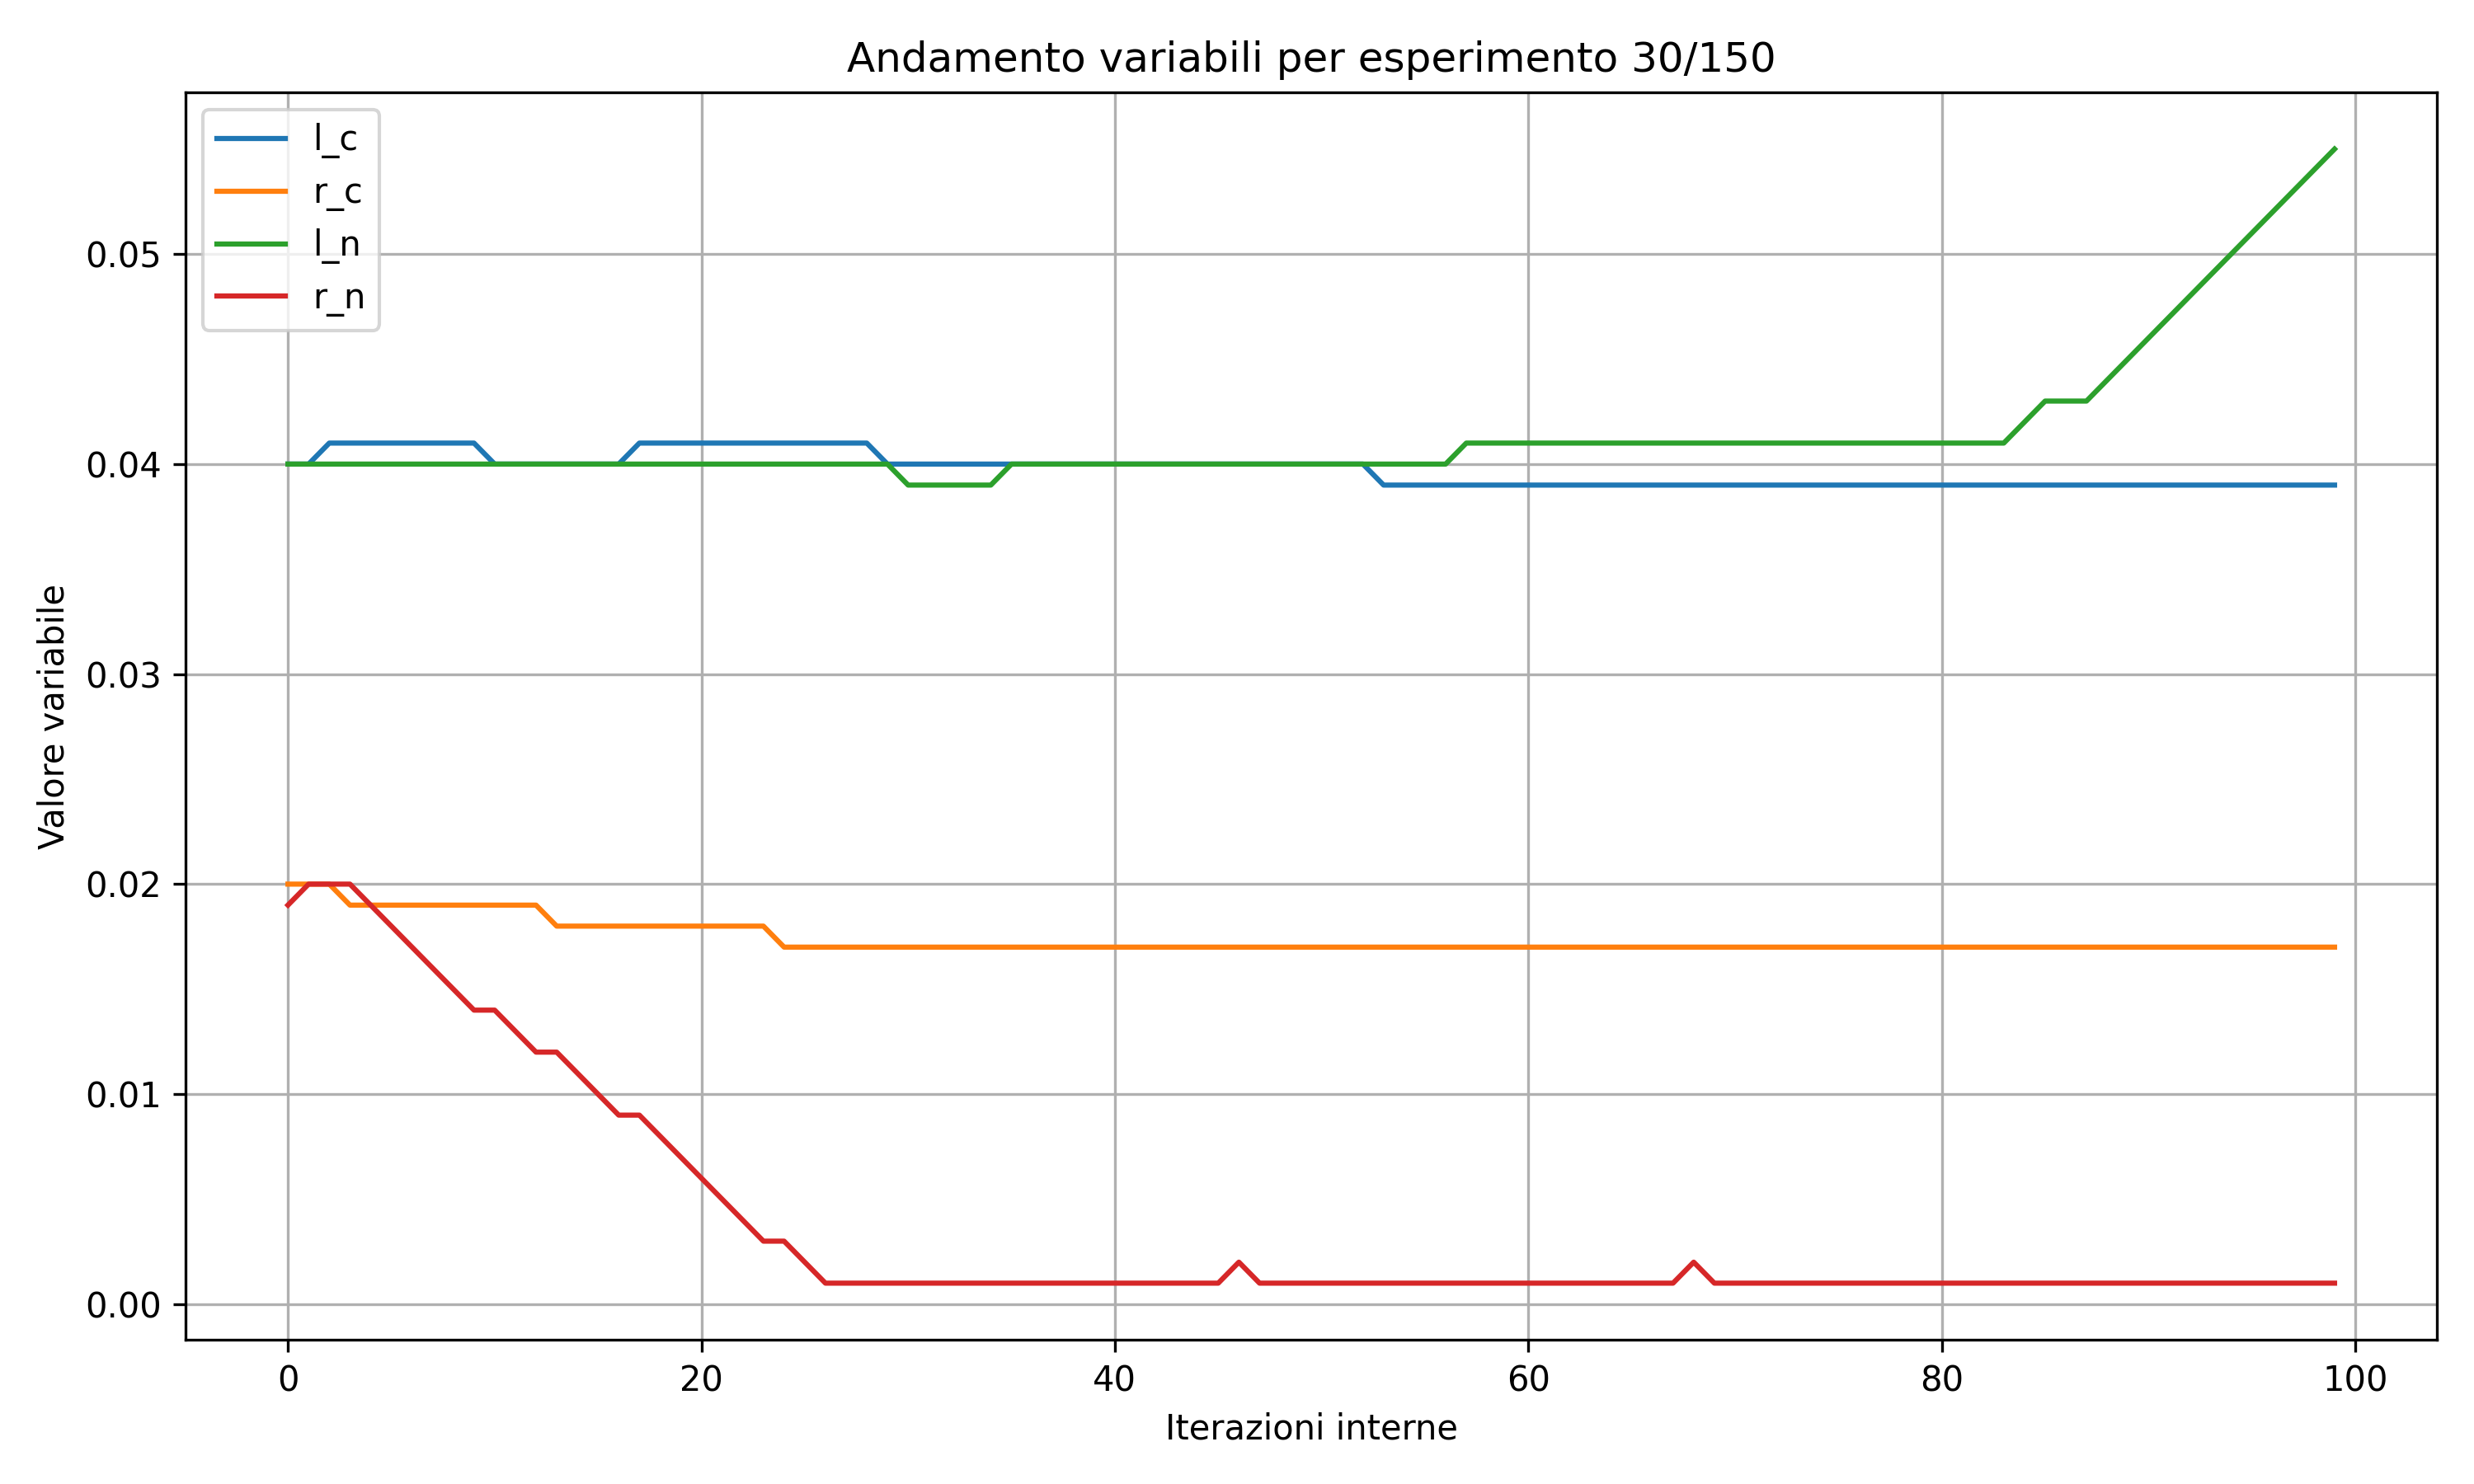 Andamento variabili per esperimento 30/150
l_c
r_c
l_n
r_n
Valore variabile
0.05
0.04
0.03
0.02
0.01
0.00
0 20 40 60 80 100
Iterazioni interne